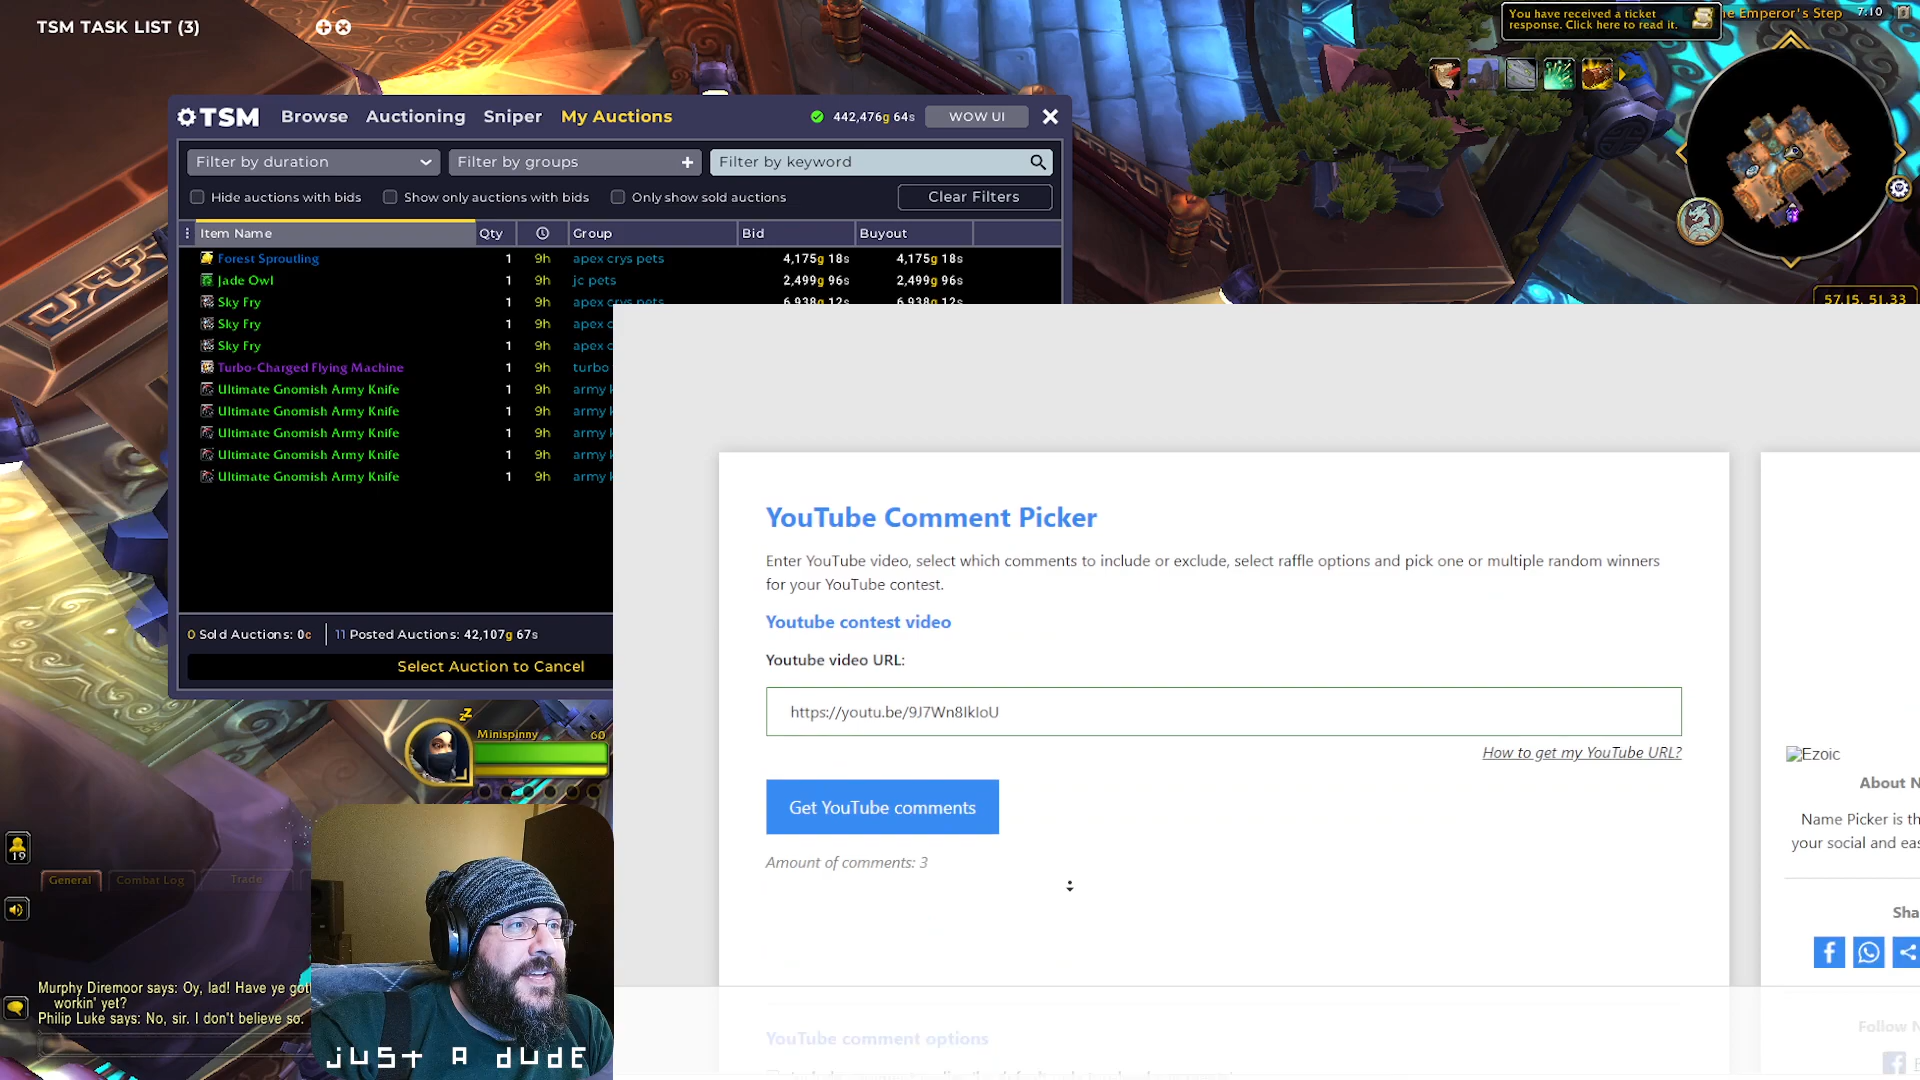 TSM TASK LIST (3)
You have received a ticket
response. Click here to read it.
The Emperor's Step
7:10
TSM Browse Auctioning Sniper My Auctions 442,476g 64s WOW UI
Filter by duration Filter by groups Filter by keyword
Hide auctions with bids Show only auctions with bids Only show sold auctions Clear Filters
Item Name Qty Group Bid Buyout
Forest Sproutling 1 9h apex crys pets 4,175g 18s 4,175g 18s
Jade Owl 1 9h jc pets 2,499g 96s 2,499g 96s
Sky Fry 1 9h apex crys pets 6,938g 12s 6,938g 12s
Sky Fry 1 9h apex c
Sky Fry 1 9h apex c
Turbo-Charged Flying Machine 1 9h turbo
Ultimate Gnomish Army Knife 1 9h army k
Ultimate Gnomish Army Knife 1 9h army k
Ultimate Gnomish Army Knife 1 9h army k
Ultimate Gnomish Army Knife 1 9h army k
Ultimate Gnomish Army Knife 1 9h army k
57.15, 51.33
0 Sold Auctions: 0c 11 Posted Auctions: 42,107g 67s
Select Auction to Cancel
YouTube Comment Picker
Enter YouTube video, select which comments to include or exclude, select raffle options and pick one or multiple random winners
for your YouTube contest.
Youtube contest video
Youtube video URL:
https://youtu.be/9J7Wn8IkIoU
How to get my YouTube URL?
Get YouTube comments
Amount of comments: 3
YouTube comment options
Ezoic
About N
Name Picker is th
your social and eas
Sha
Follow N
Minispinny 60
19
General Combat Log Trade
Murphy Diremoor says: Oy, lad! Have ye got
workin' yet?
Philip Luke says: No, sir. I don't believe so.
JUST A DUDE